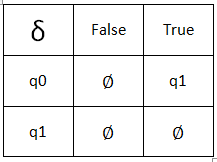 δ False True
q0 ∅ q1
q1 ∅ ∅